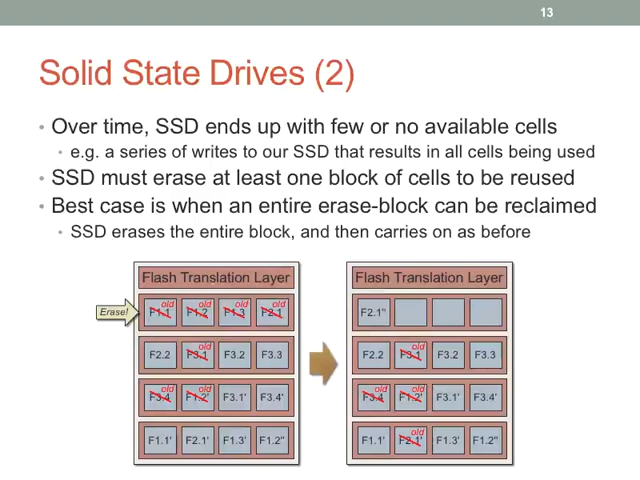 13
Solid State Drives (2)
• Over time, SSD ends up with few or no available cells
• e.g. a series of writes to our SSD that results in all cells being used
• SSD must erase at least one block of cells to be reused
• Best case is when an entire erase-block can be reclaimed
• SSD erases the entire block, and then carries on as before
Flash Translation Layer
Erase!
old old old old
F1.1 F1.2 F1.3 F2.1
old
F2.2 F3.1 F3.2 F3.3
old old
F3.4 F1.2' F3.1' F3.4'
F1.1' F2.1' F1.3' F1.2"
Flash Translation Layer
F2.1"
old
F2.2 F3.1 F3.2 F3.3
old old
F3.4 F1.2' F3.1' F3.4'
old
F1.1' F2.1' F1.3' F1.2"